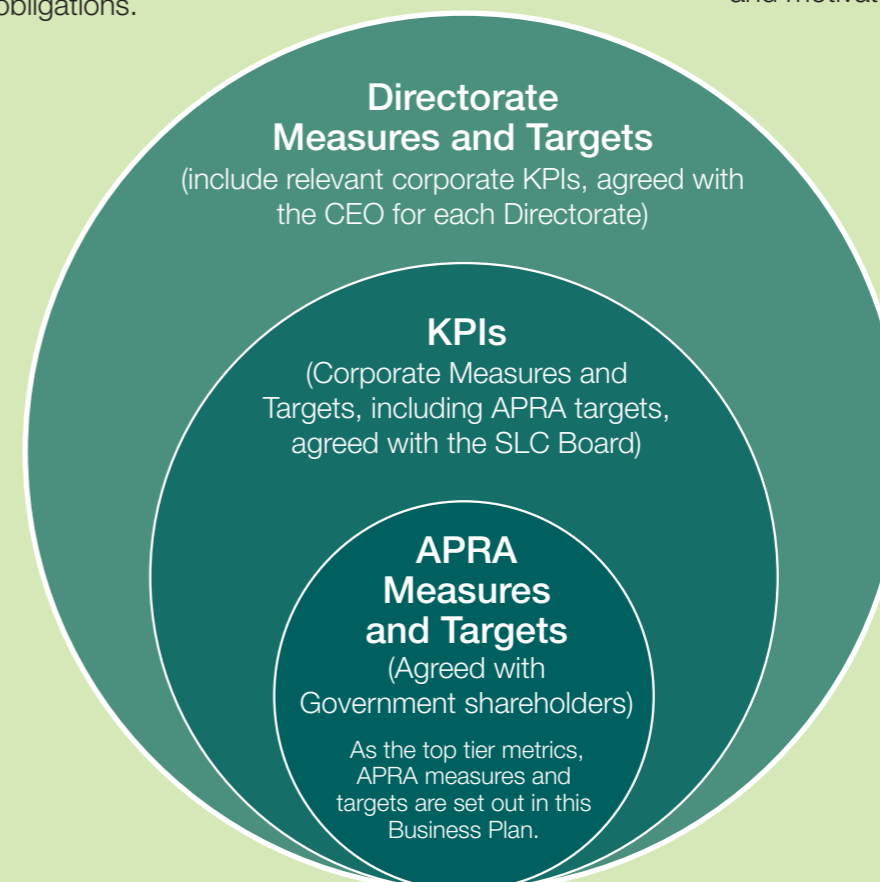 obligations.
Directorate
Measures and Targets
(include relevant corporate KPIs, agreed with
the CEO for each Directorate)
KPIs
(Corporate Measures and
Targets, including APRA targets,
agreed with the SLC Board)
APRA
Measures
and Targets
(Agreed with
Government shareholders)
As the top tier metrics,
APRA measures and
targets are set out in this
Business Plan.